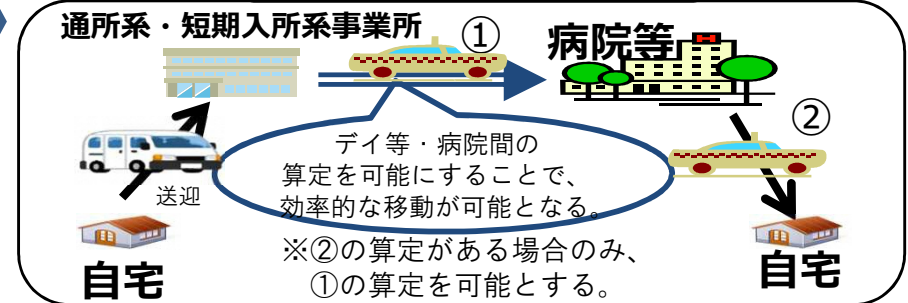 通所系・短期入所系事業所
①
病院等
②
デイ等・病院間の
算定を可能にすることで、
効率的な移動が可能となる。
送迎
※②の算定がある場合のみ、
①の算定を可能とする。
自宅
自宅